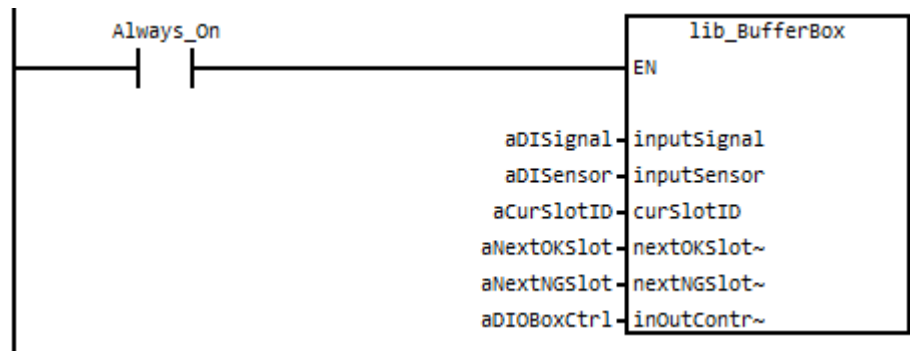 Always_On
lib_BufferBox
EN
aDISignal inputSignal
aDISensor inputSensor
aCurSlotID curSlotID
aNextOKSlot nextOKSlot~
aNextNGSlot nextNGSlot~
aDIOBoxCtrl inOutContr~